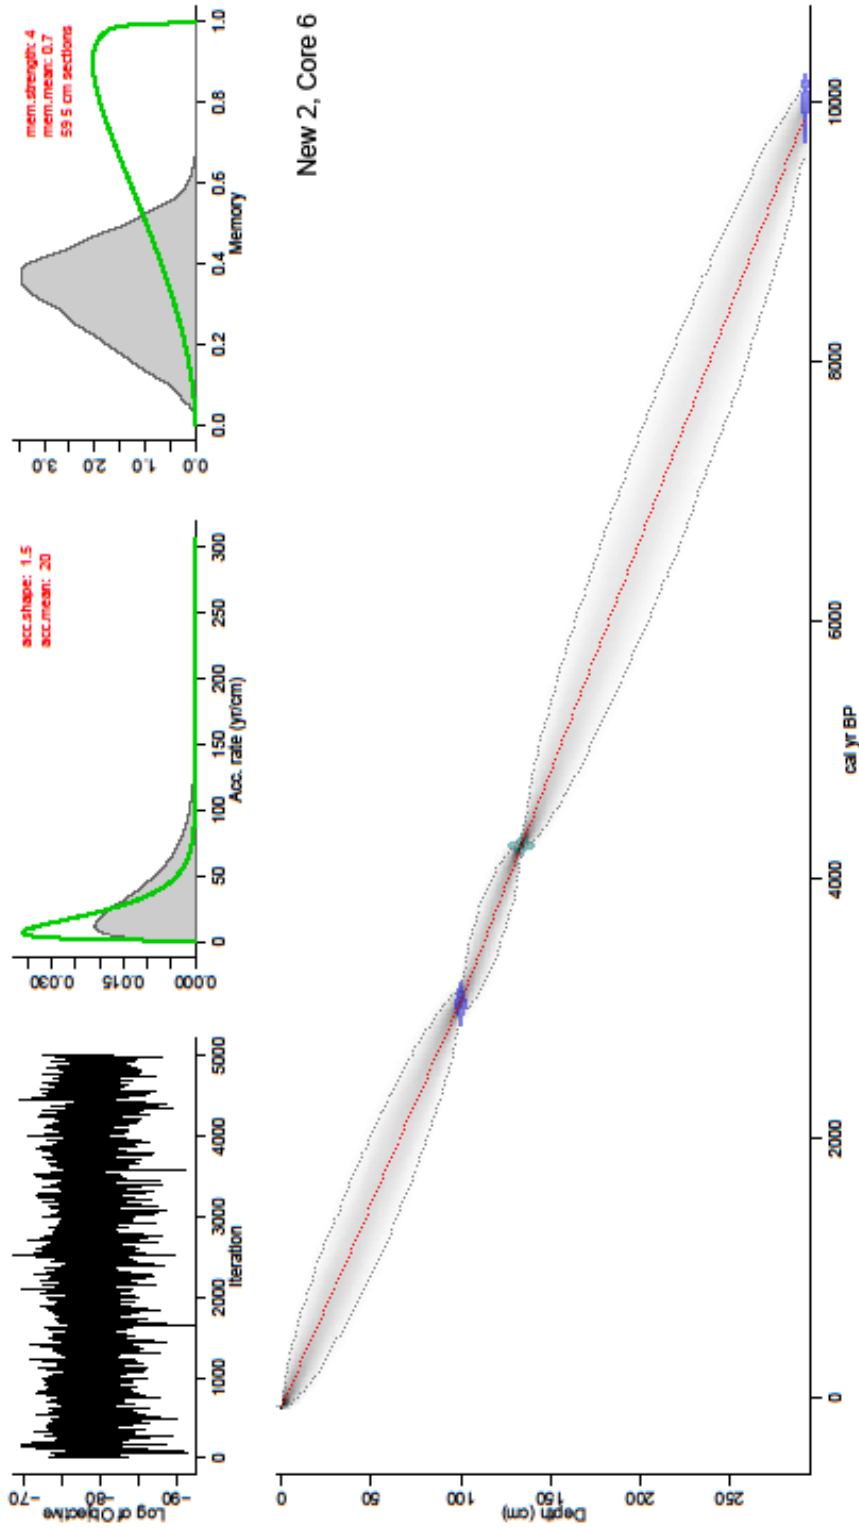 −70
−80
−90
Log of Objective
0 1000 2000 3000 4000 5000
Iteration
acc.shape: 1.5
acc.mean: 20
0.030
0.015
0.000
0 50 100 150 200 250 300
Acc. rate (yr/cm)
mem.strength: 4
mem.mean: 0.7
59 5 cm sections
3.0
2.0
1.0
0.0
0.0 0.2 0.4 0.6 0.8 1.0
Memory
New 2, Core 6
0
50
100
150
200
250
Depth (cm)
0 2000 4000 6000 8000 10000
cal yr BP